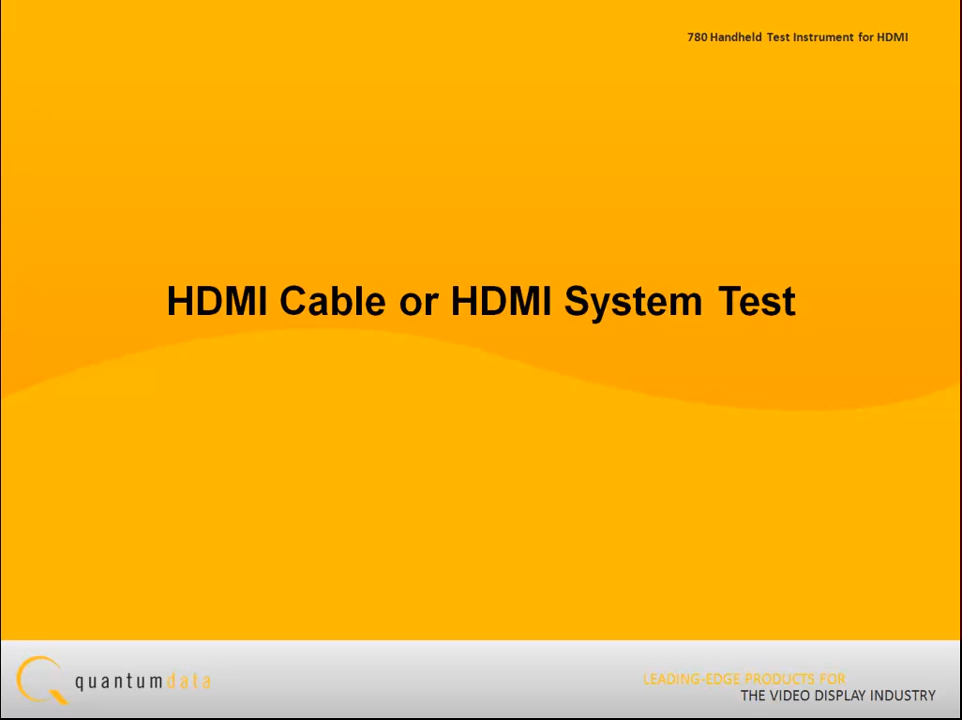 780 Handheld Test Instrument for HDMI
HDMI Cable or HDMI System Test
quantumdata
LEADING-EDGE PRODUCTS FOR
THE VIDEO DISPLAY INDUSTRY